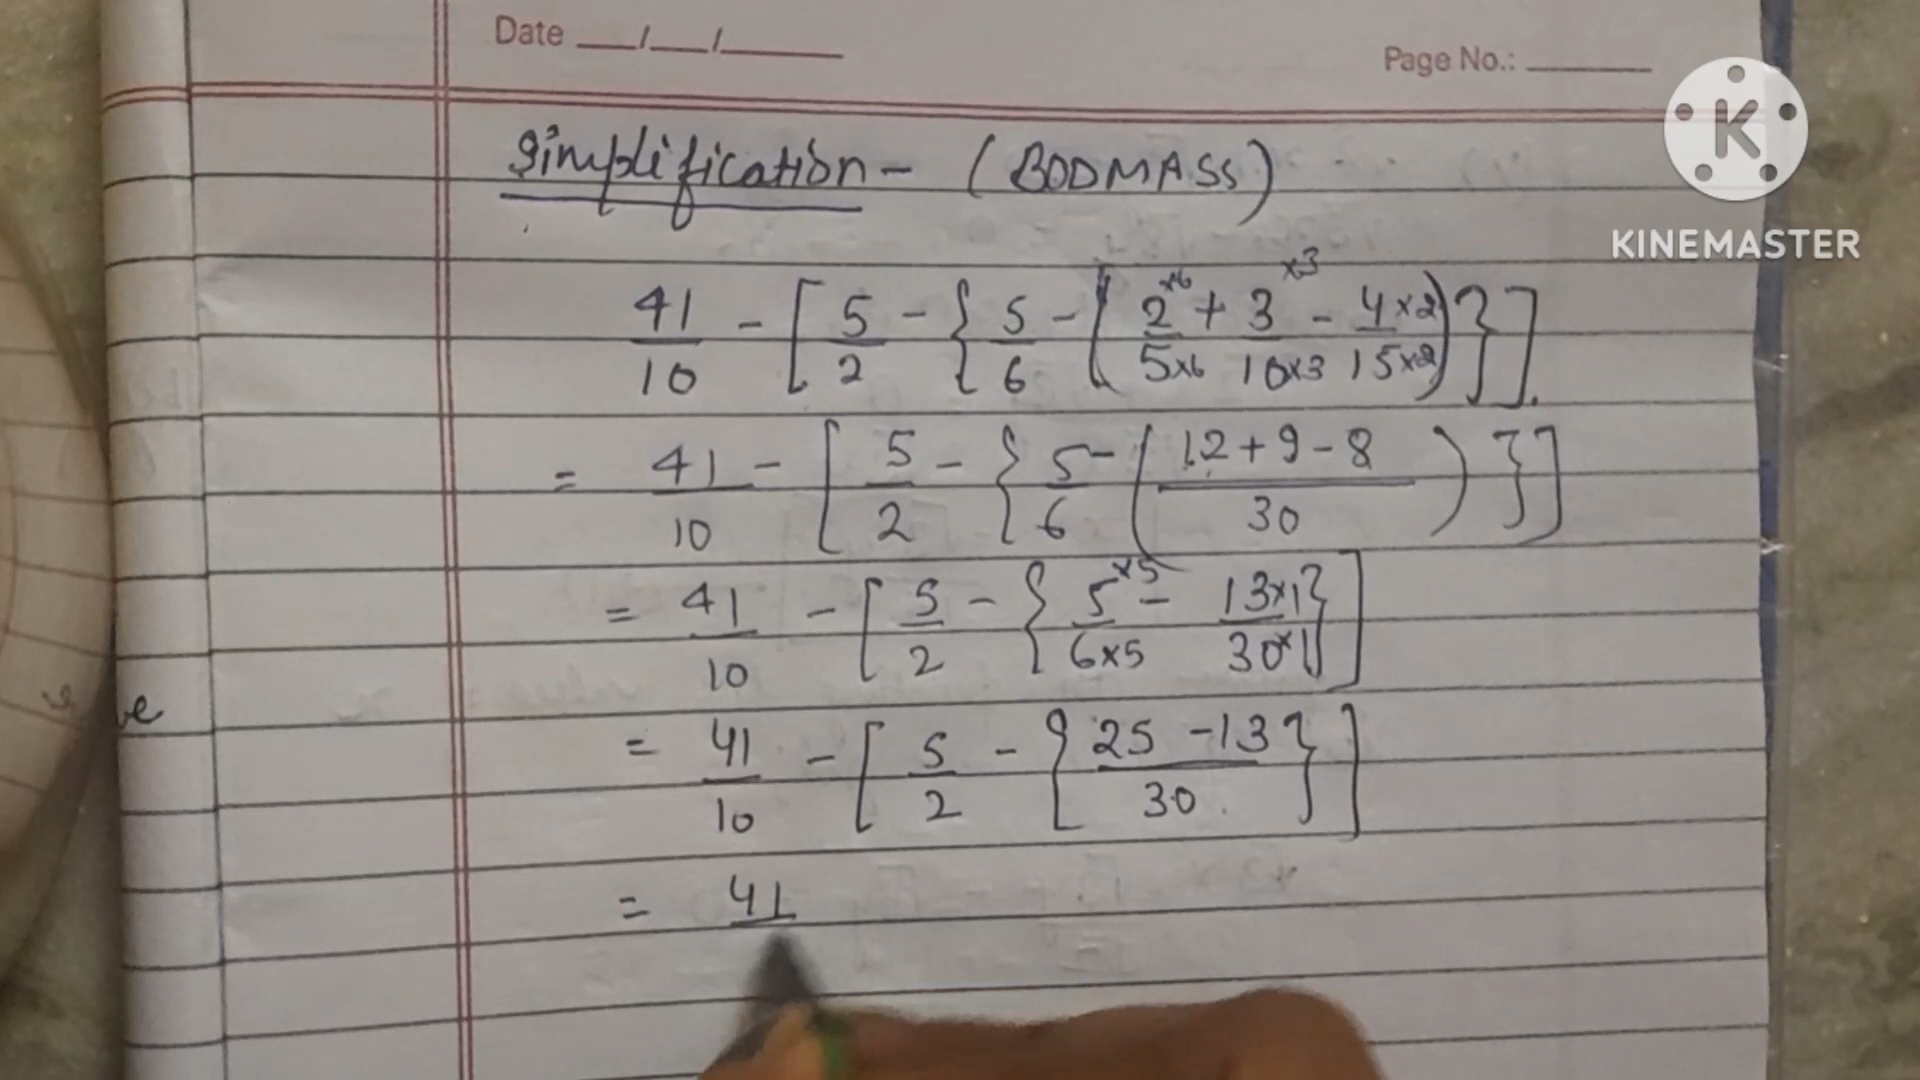 Date __/__/____
Page No.: ____
K
KINEMASTER
Simplification - (BODMASS)
41/10 - [5/2 - {5/6 - (2×6/5×6 + 3×3/10×3 - 4×2/15×2)}]
= 41/10 - [5/2 - {5/6 - (12+9-8/30)}]
= 41/10 - [5/2 - {5×5/6×5 - 13×1/30×1}]
= 41/10 - [5/2 - {25-13/30}]
= 41
ve